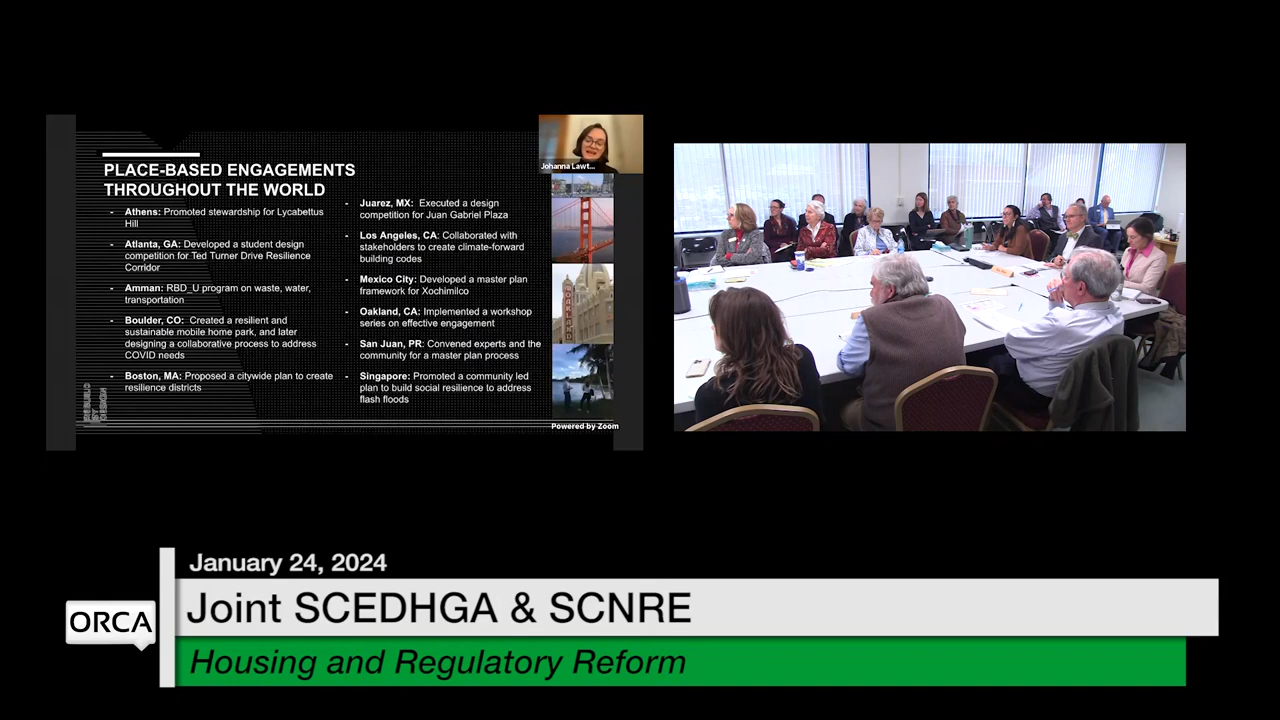 PLACE-BASED ENGAGEMENTS
THROUGHOUT THE WORLD
- Athens: Promoted stewardship for Lycabettus
Hill
- Atlanta, GA: Developed a student design
competition for Ted Turner Drive Resilience
Corridor
- Amman: RBD_U program on waste, water,
transportation
- Boulder, CO: Created a resilient and
sustainable mobile home park, and later
designing a collaborative process to address
COVID needs
- Boston, MA: Proposed a citywide plan to create
resilience districts
- Juarez, MX: Executed a design
competition for Juan Gabriel Plaza
- Los Angeles, CA: Collaborated with
stakeholders to create climate-forward
building codes
- Mexico City: Developed a master plan
framework for Xochimilco
- Oakland, CA: Implemented a workshop
series on effective engagement
- San Juan, PR: Convened experts and the
community for a master plan process
- Singapore: Promoted a community led
plan to build social resilience to address
flash floods
REBUILD
BY
DESIGN
Johanna Lawt...
OAKLAND
Powered by Zoom
January 24, 2024
ORCA
Joint SCEDHGA & SCNRE
Housing and Regulatory Reform